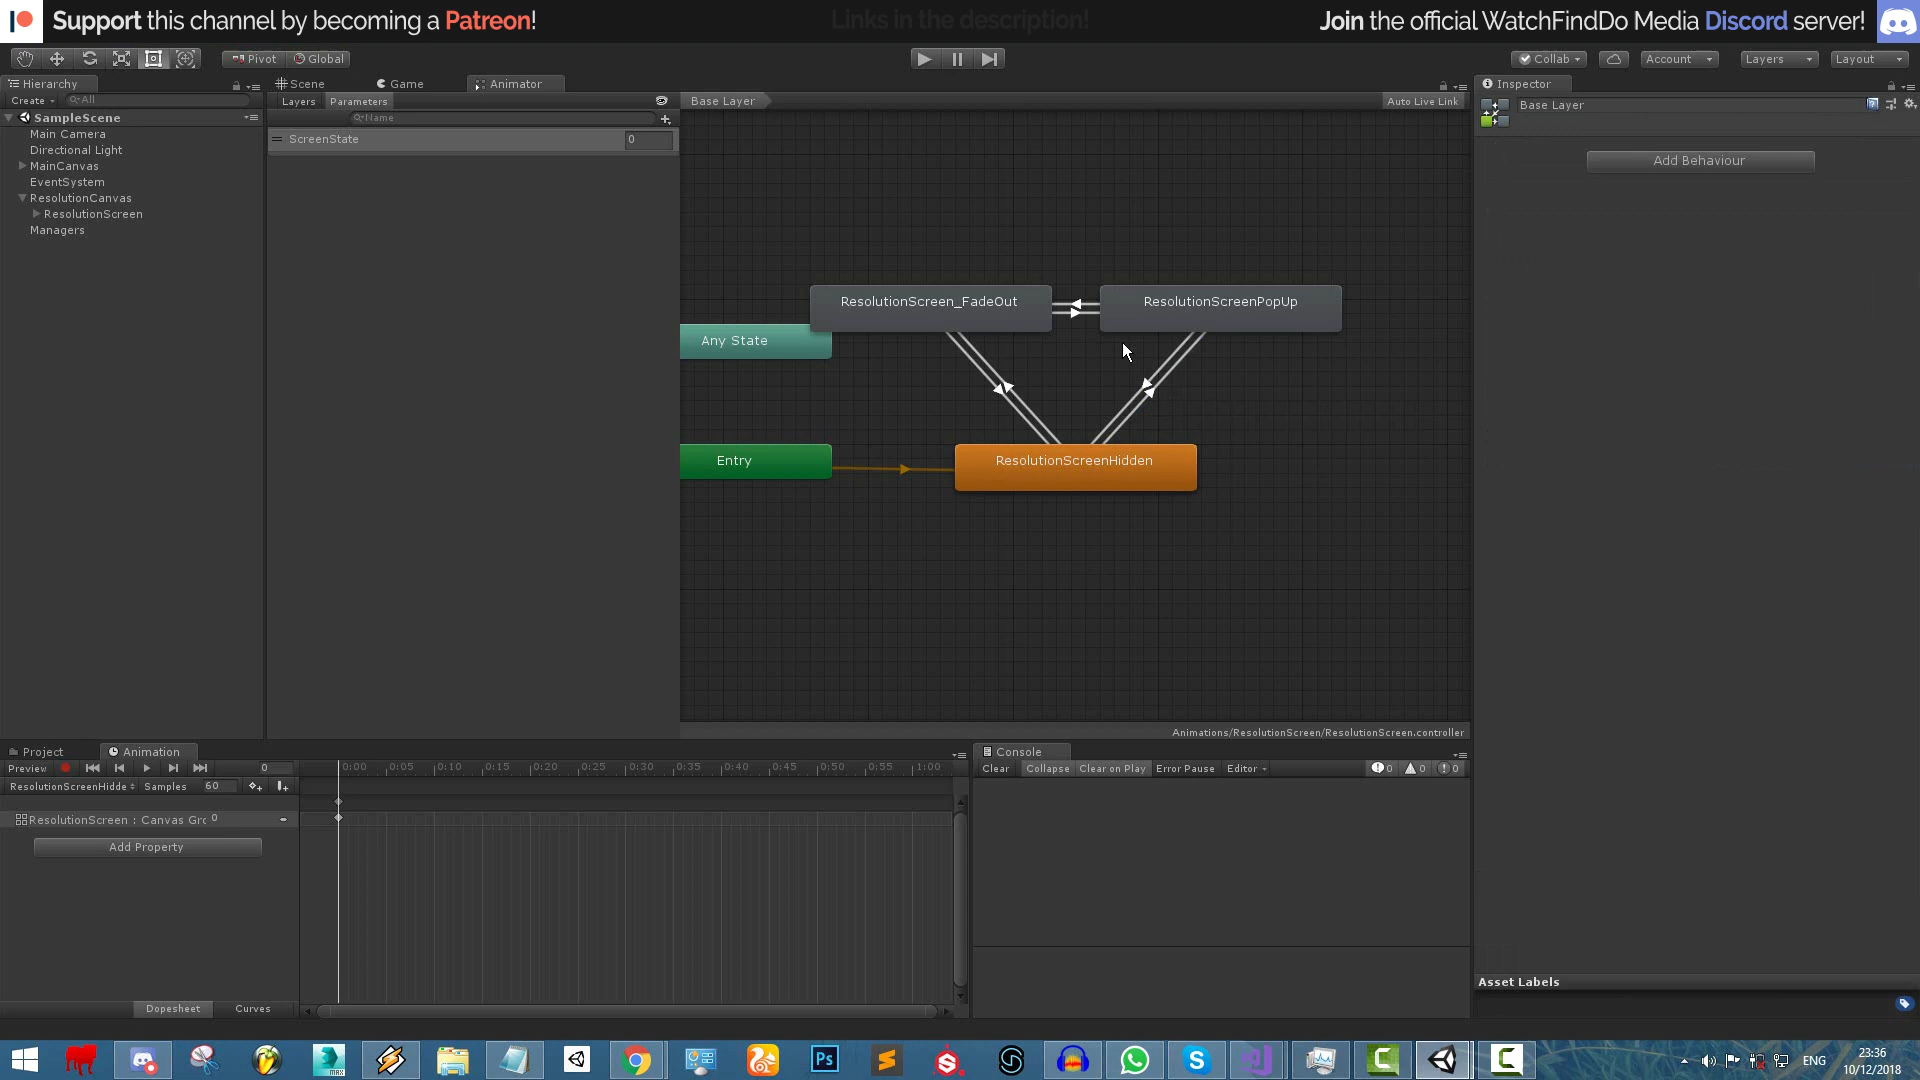 Support this channel by becoming a Patreon!
Links in the description!
Join the official WatchFindDo Media Discord server!
Pivot
Global
Collab
Account
Layers
Layout
Hierarchy
Scene
Game
Animator
Inspector
Create
All
Layers
Parameters
Base Layer
Auto Live Link
Base Layer
SampleScene
Name
Main Camera
ScreenState
0
Directional Light
MainCanvas
Add Behaviour
EventSystem
ResolutionCanvas
ResolutionScreen
Managers
ResolutionScreen_FadeOut
ResolutionScreenPopUp
Any State
Entry
ResolutionScreenHidden
Animations/ResolutionScreen/ResolutionScreen.controller
Project
Animation
Console
Preview
0
0:00
0:05
0:10
0:15
0:20
0:25
0:30
0:35
0:40
0:45
0:50
0:55
1:00
Clear
Collapse
Clear on Play
Error Pause
Editor
0
0
0
ResolutionScreenHidde
Samples
60
ResolutionScreen : Canvas Grc
0
Add Property
Asset Labels
Dopesheet
Curves
MAX
Ps
ENG
23:36
10/12/2018